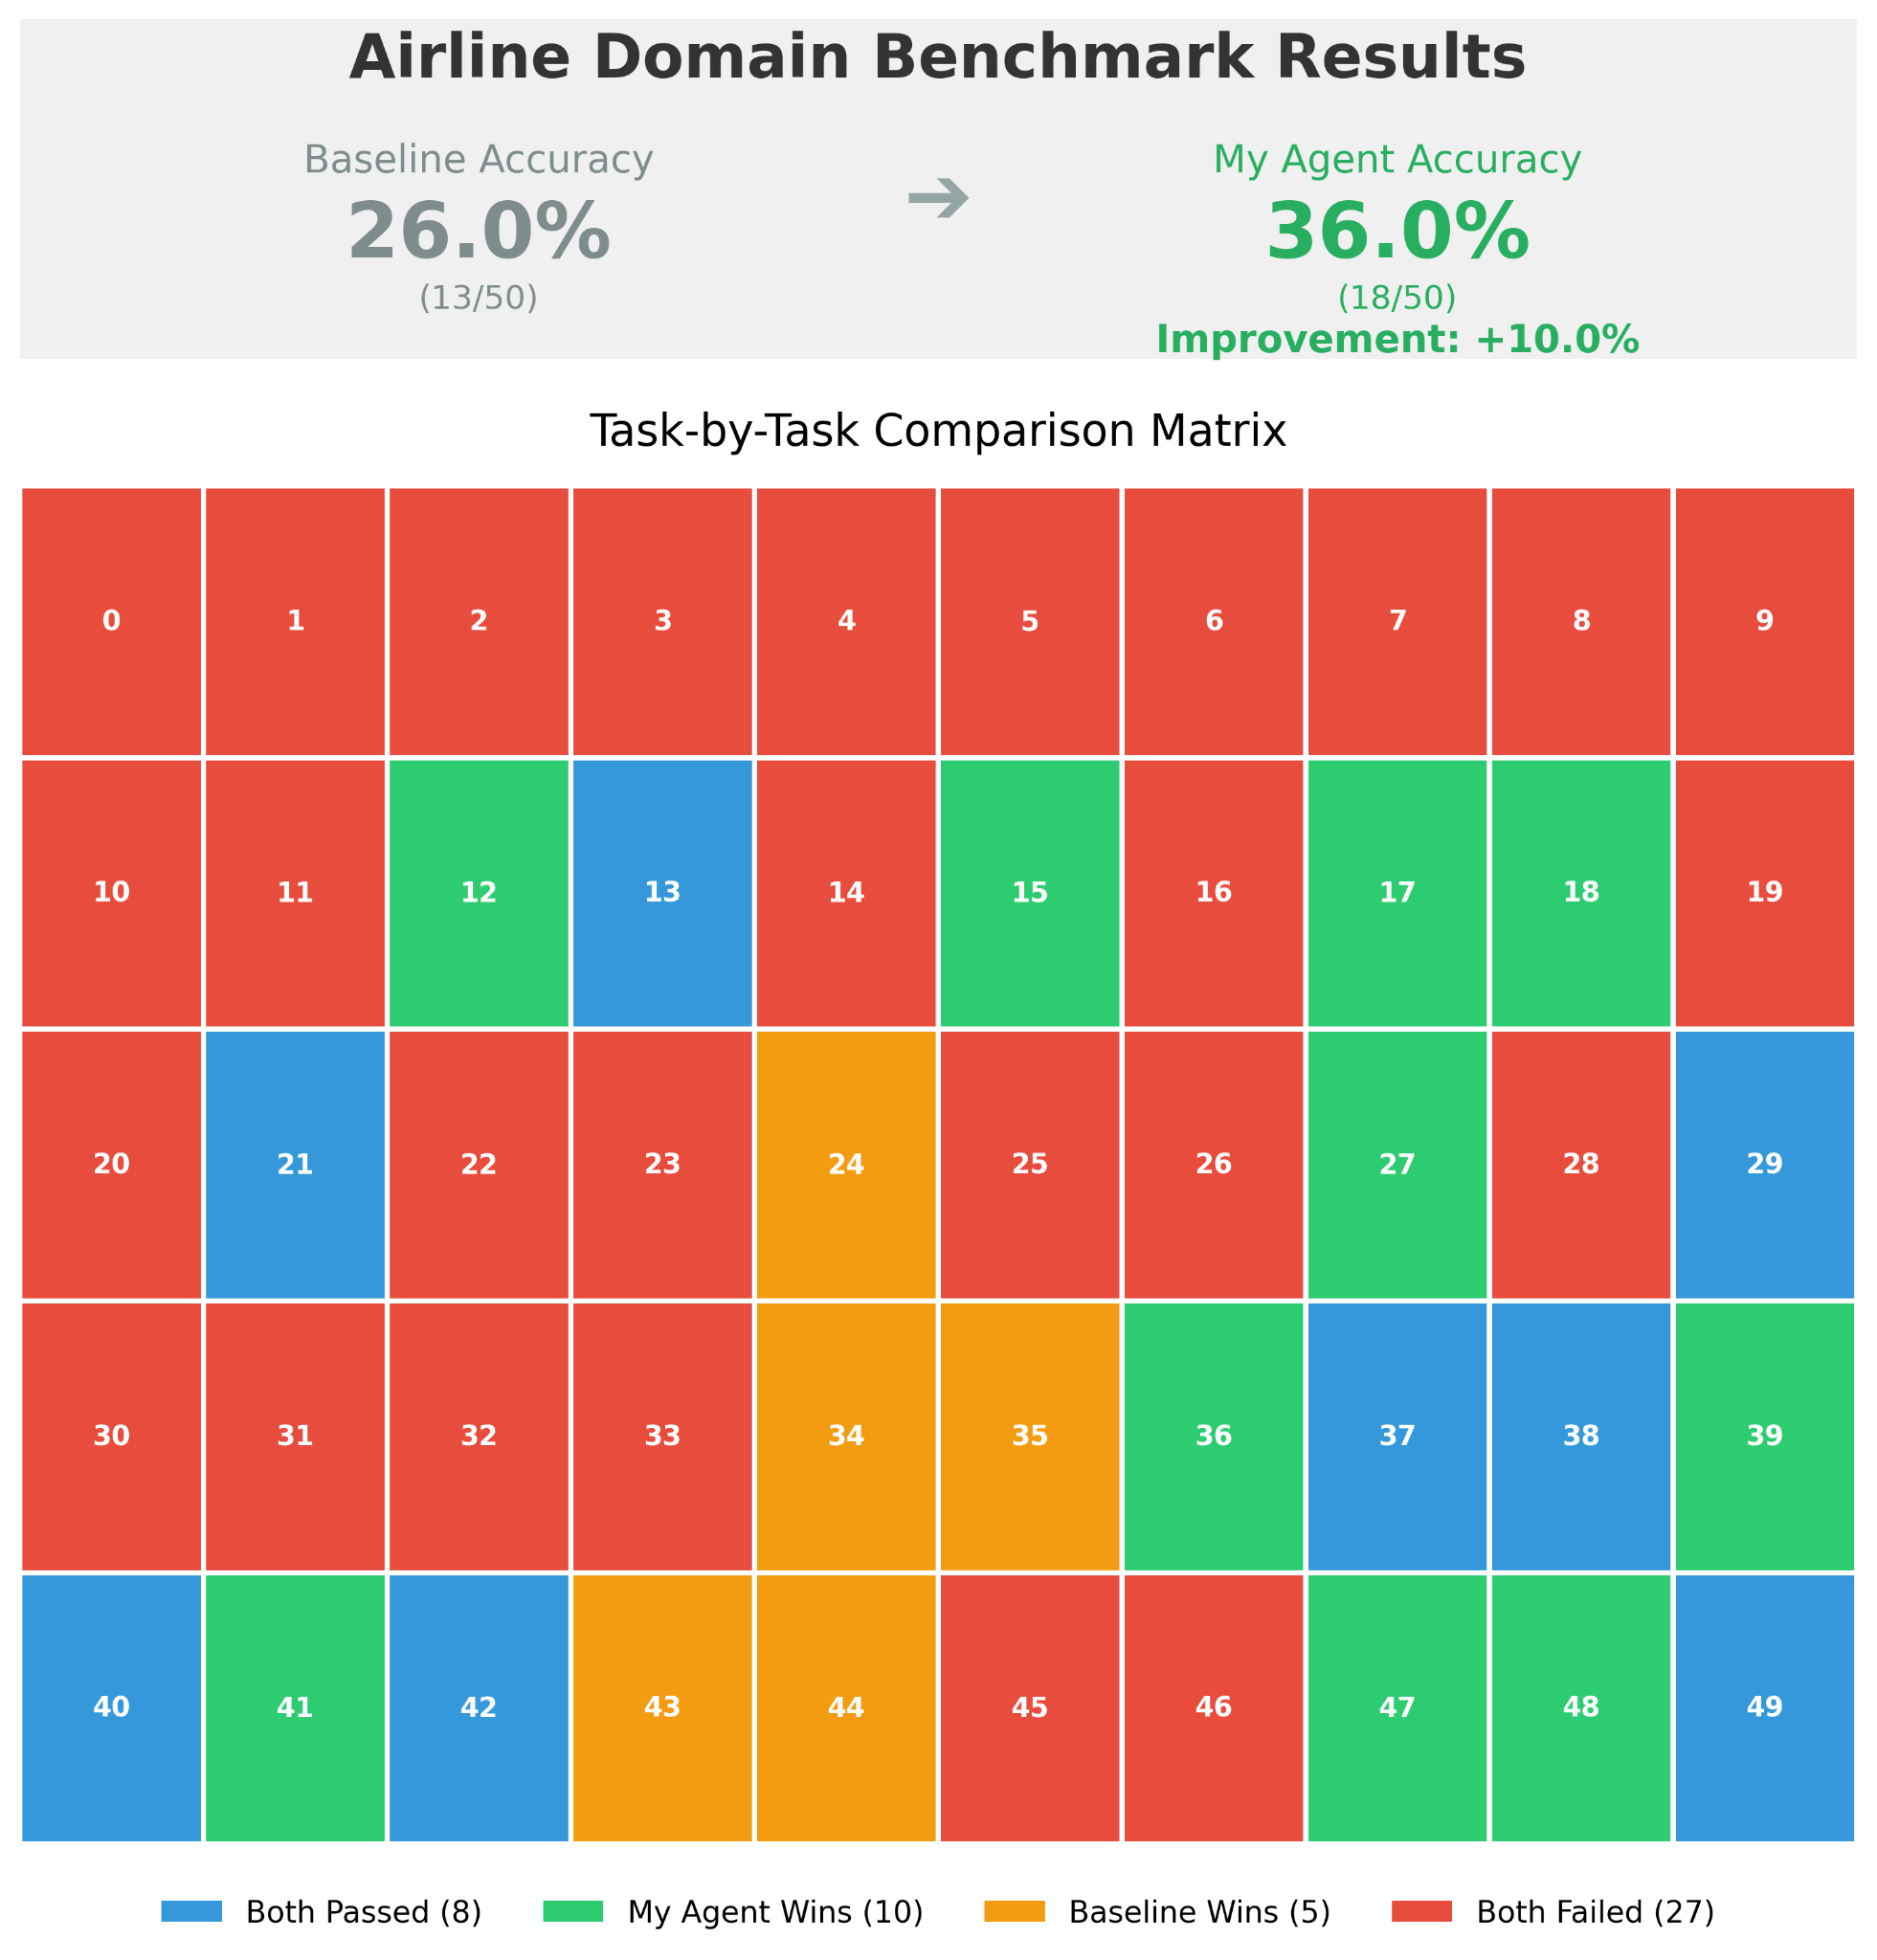 Airline Domain Benchmark Results
Baseline Accuracy
26.0%
(13/50)
➔
My Agent Accuracy
36.0%
(18/50)
Improvement: +10.0%
Task-by-Task Comparison Matrix
0 1 2 3 4 5 6 7 8 9
10 11 12 13 14 15 16 17 18 19
20 21 22 23 24 25 26 27 28 29
30 31 32 33 34 35 36 37 38 39
40 41 42 43 44 45 46 47 48 49
Both Passed (8) My Agent Wins (10) Baseline Wins (5) Both Failed (27)